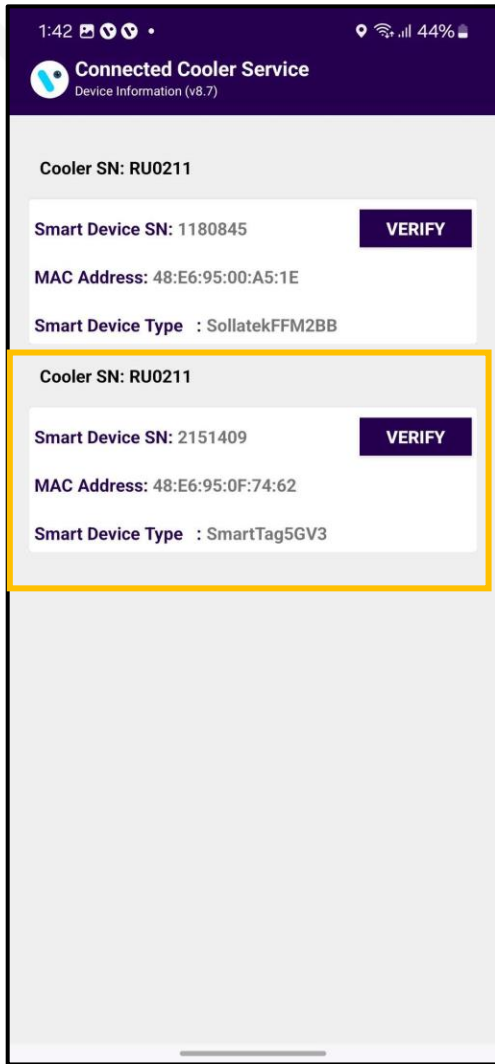 1:42 44%
Connected Cooler Service
Device Information (v8.7)
Cooler SN: RU0211
Smart Device SN: 1180845 VERIFY
MAC Address: 48:E6:95:00:A5:1E
Smart Device Type : SollatekFFM2BB
Cooler SN: RU0211
Smart Device SN: 2151409 VERIFY
MAC Address: 48:E6:95:0F:74:62
Smart Device Type : SmartTag5GV3